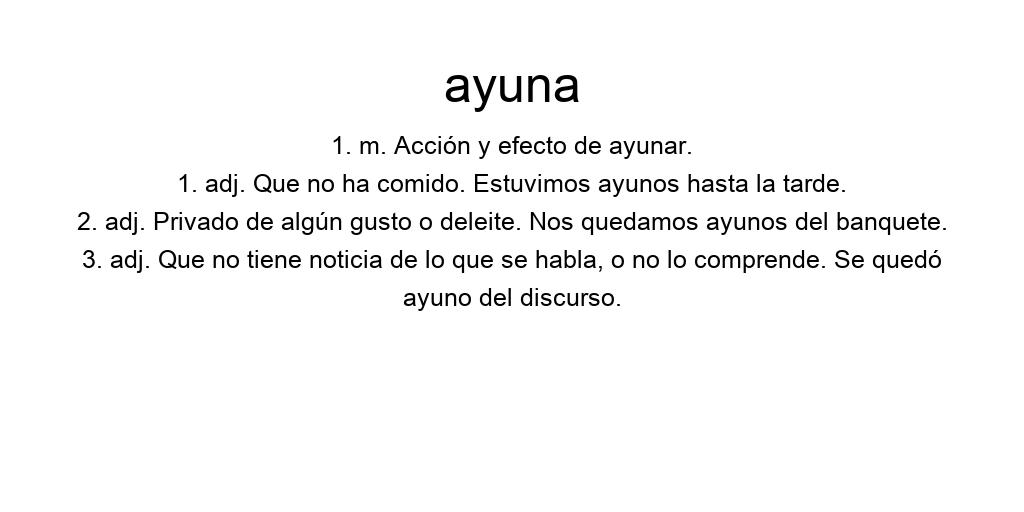 ayuna
1. m. Acción y efecto de ayunar.
1. adj. Que no ha comido. Estuvimos ayunos hasta la tarde.
2. adj. Privado de algún gusto o deleite. Nos quedamos ayunos del banquete.
3. adj. Que no tiene noticia de lo que se habla, o no lo comprende. Se quedó
ayuno del discurso.